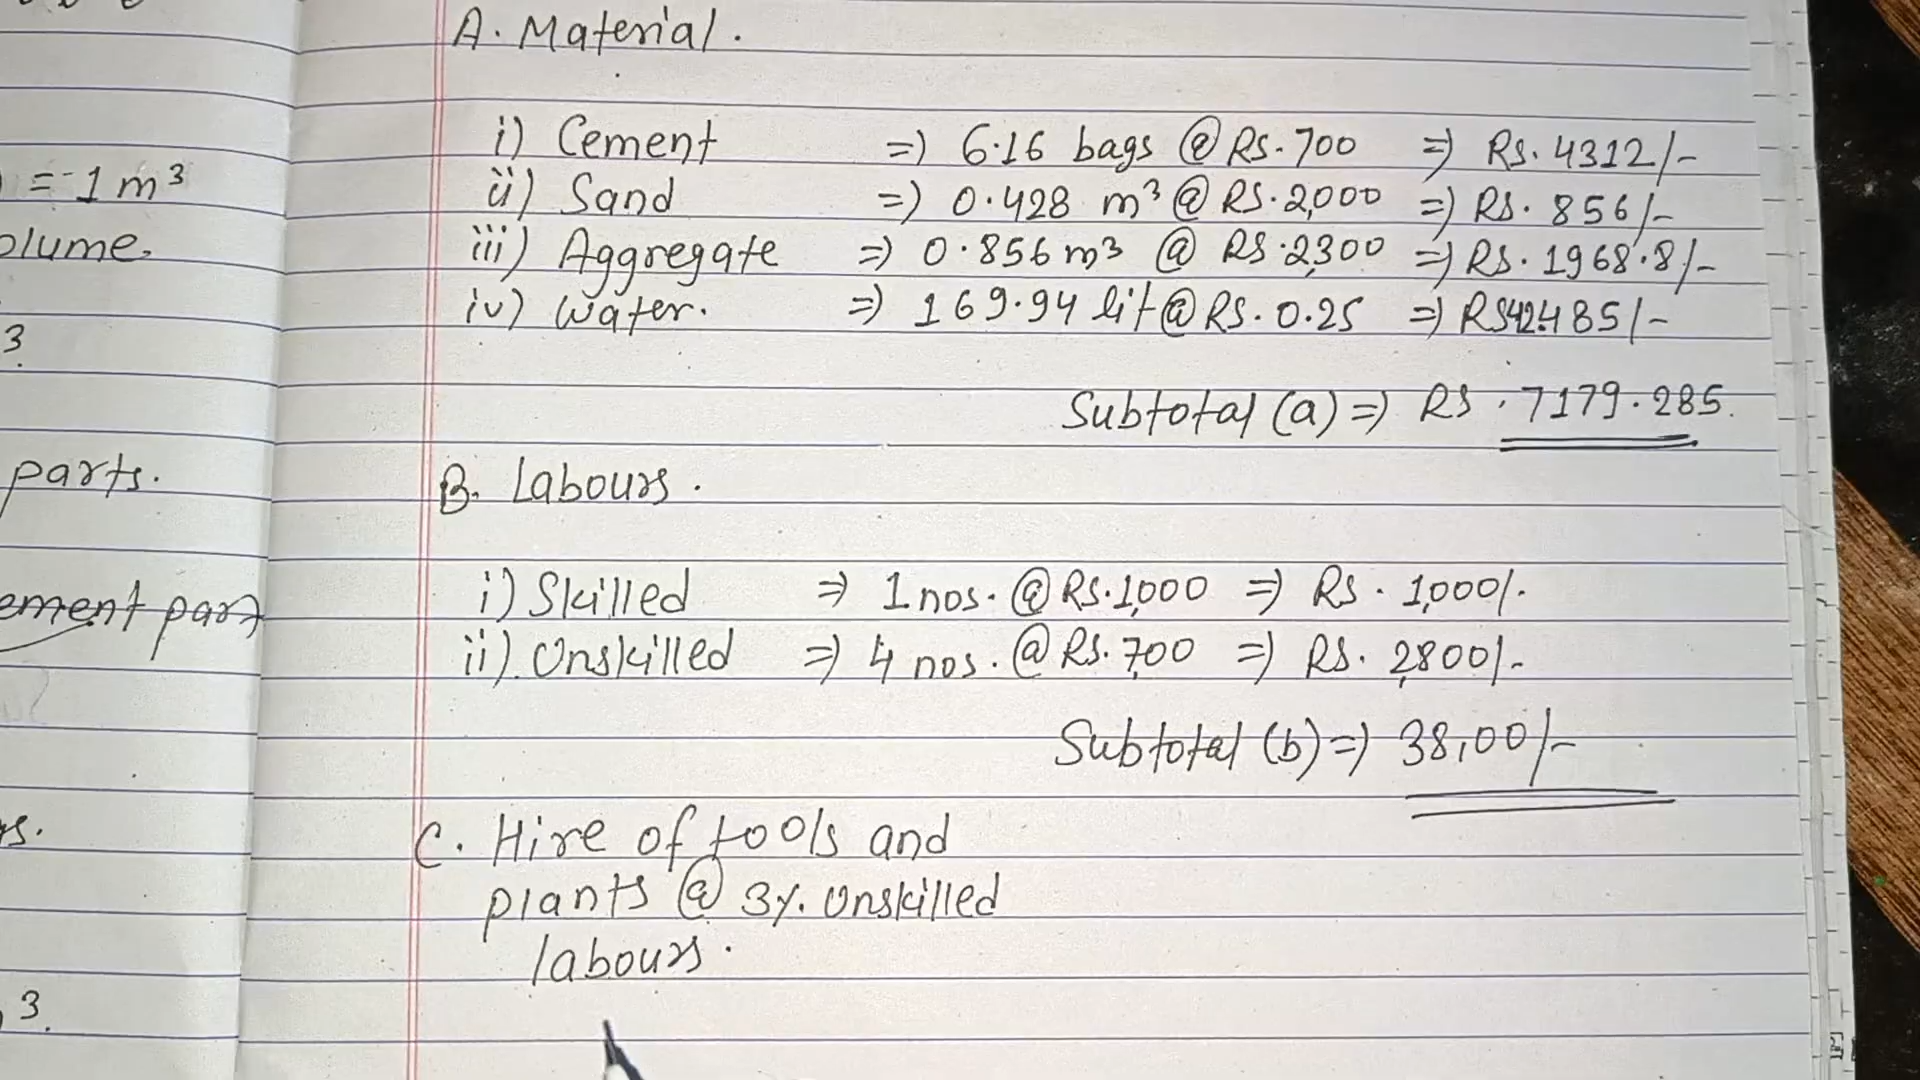 = 1 m³
olume.
3.
parts.
ement part
s.
3.
A. Material.
i) Cement => 6.16 bags @ RS. 700 => RS. 4312/-
ii) Sand => 0.428 m³ @ RS. 2,000 => RS. 856/-
iii) Aggregate => 0.856 m³ @ RS. 2,300 => RS. 1968.8/-
iv) Water. => 169.94 lit @ RS. 0.25 => RS 42.485/-
Subtotal (a) => RS. 7179.285.
B. Labours.
i) Skilled => 1 nos. @ RS. 1,000 => RS. 1,000/.
ii) Unskilled => 4 nos. @ RS. 700 => RS. 2,800/-
Subtotal (b) => 38,00/-
C. Hire of tools and
plants @ 3%. Unskilled
labours.